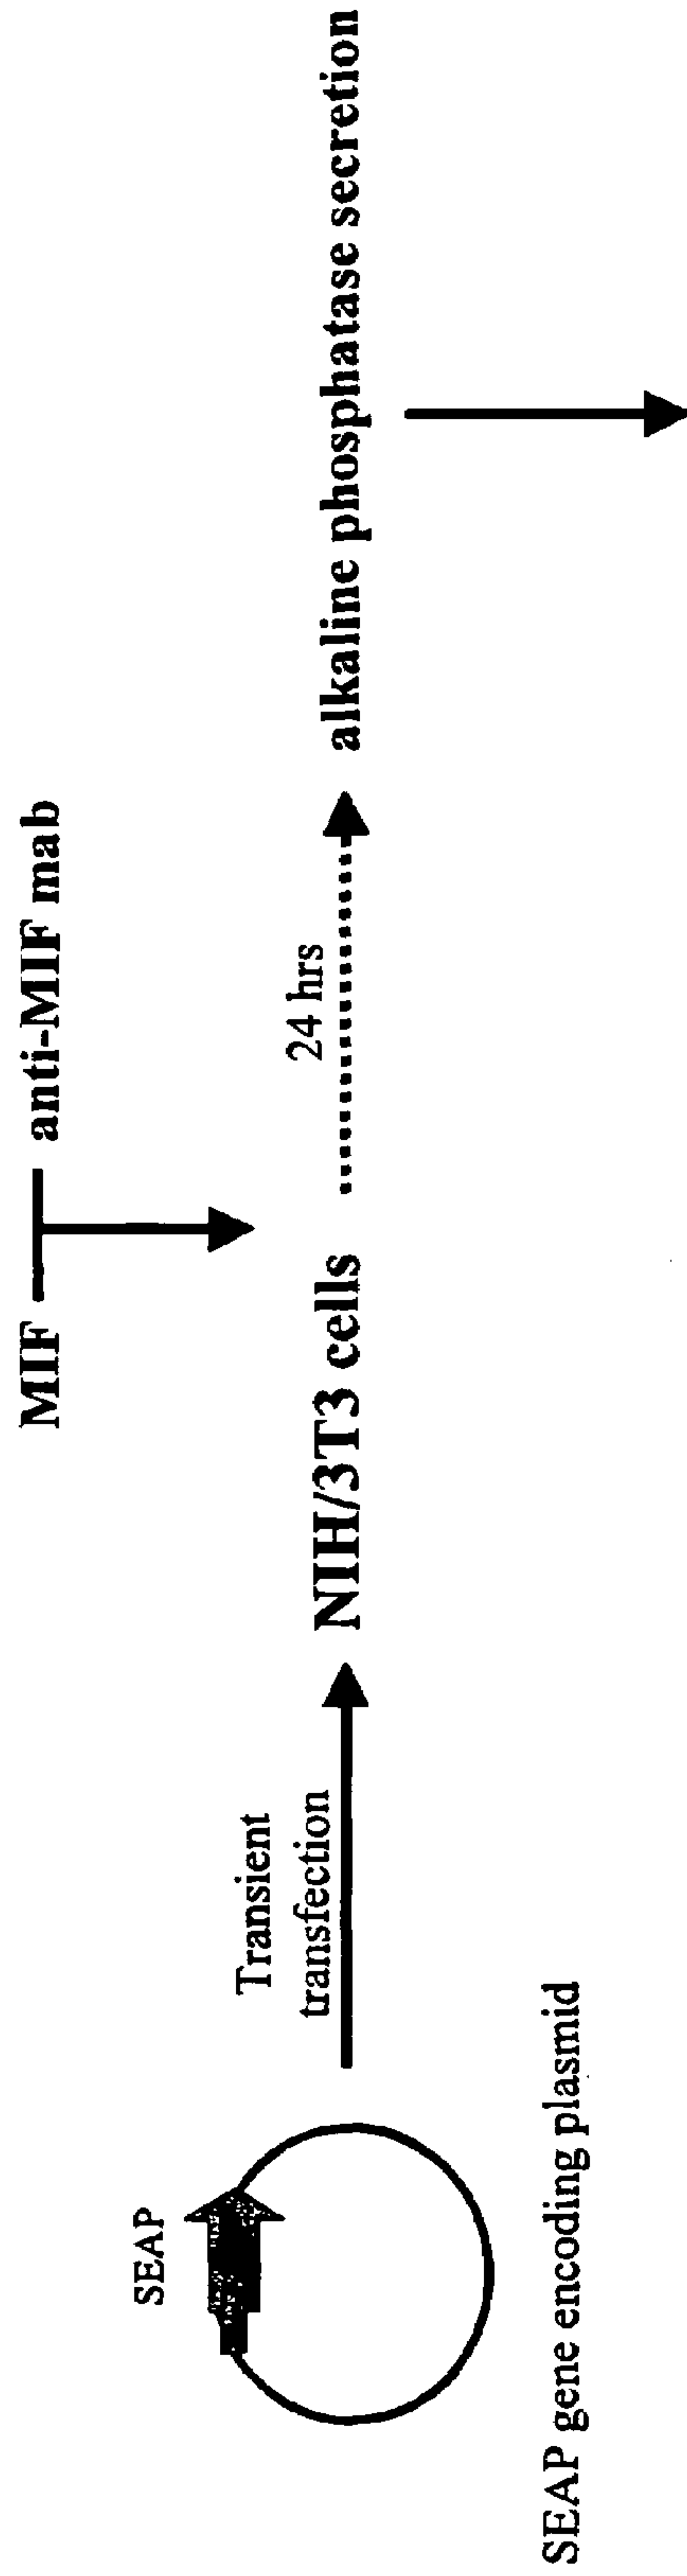 MIF
anti-MIF mab
SEAP
Transient
transfection
NIH/3T3 cells
24 hrs
alkaline phosphatase secretion
SEAP gene encoding plasmid